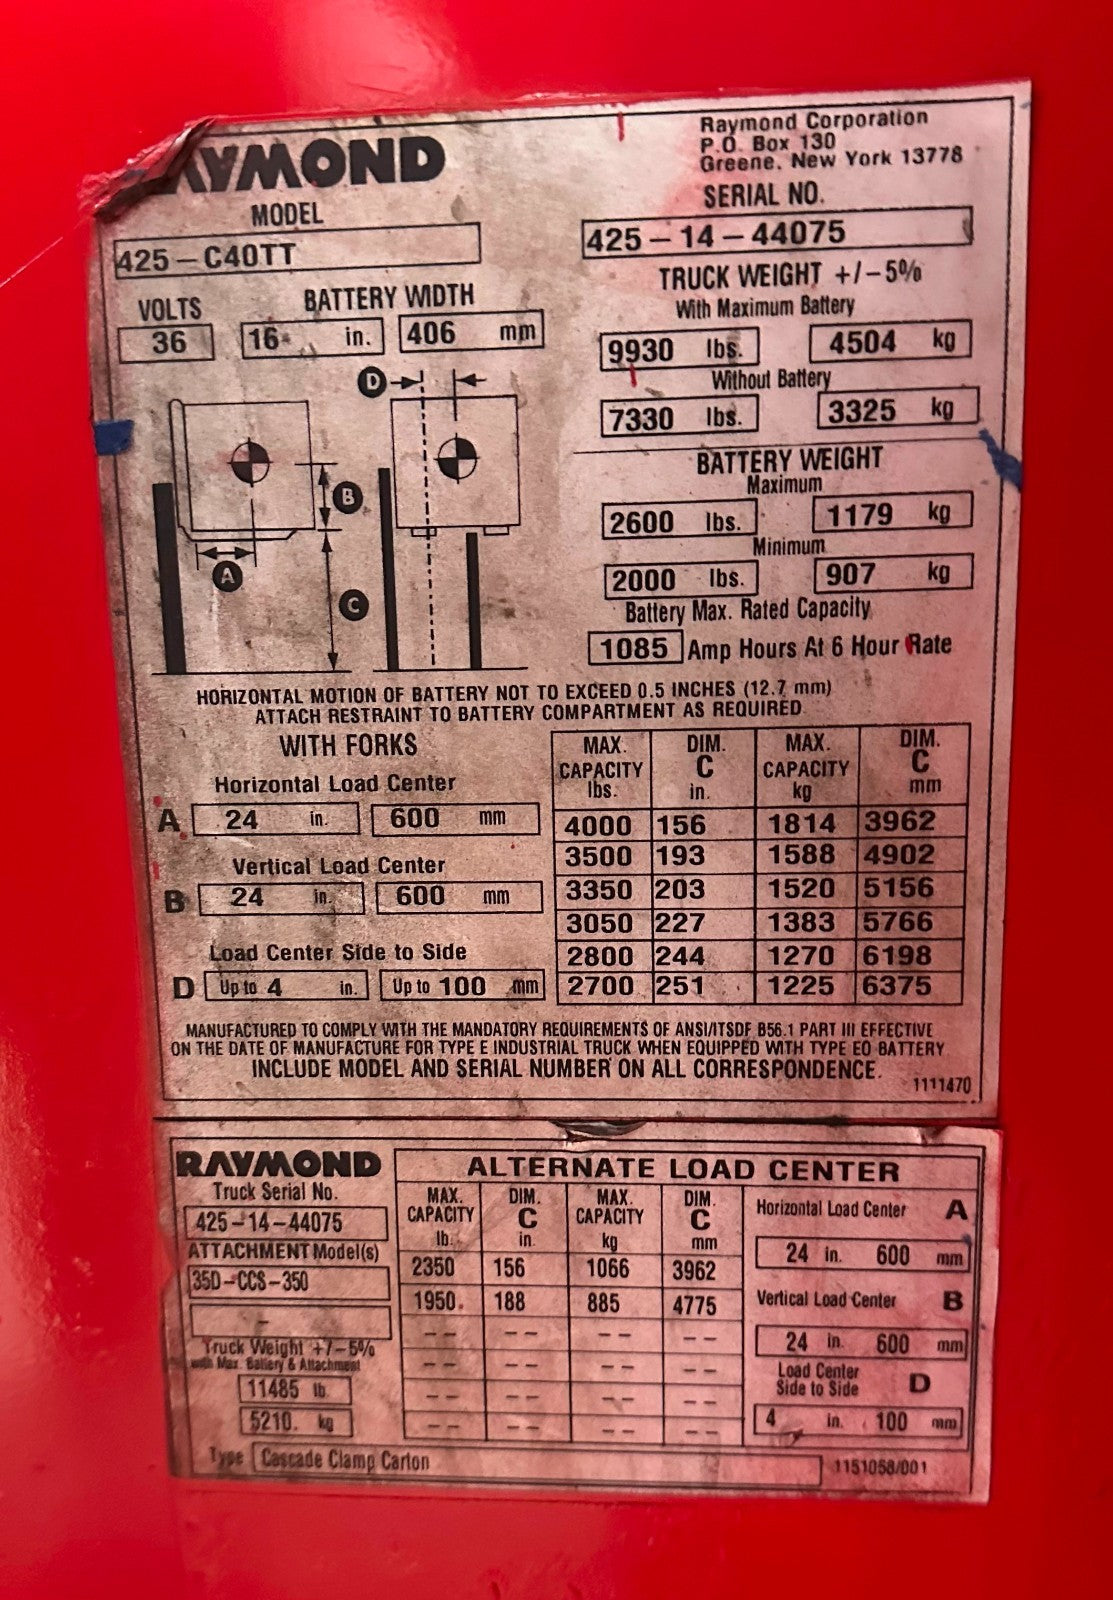 RAYMOND
Raymond Corporation
P.O. Box 130
Greene, New York 13778
MODEL
425-C40TT
SERIAL NO.
425-14-44075
VOLTS
36
BATTERY WIDTH
16 in. 406 mm
TRUCK WEIGHT +/-5%
With Maximum Battery
9930 lbs. 4504 kg
Without Battery
7330 lbs. 3325 kg
BATTERY WEIGHT
Maximum
2600 lbs. 1179 kg
Minimum
2000 lbs. 907 kg
Battery Max. Rated Capacity
1085 Amp Hours At 6 Hour Rate
D
B
A
C
HORIZONTAL MOTION OF BATTERY NOT TO EXCEED 0.5 INCHES (12.7 mm)
ATTACH RESTRAINT TO BATTERY COMPARTMENT AS REQUIRED
WITH FORKS
Horizontal Load Center
A 24 in. 600 mm
Vertical Load Center
B 24 in. 600 mm
Load Center Side to Side
D Up to 4 in. Up to 100 mm
MAX. CAPACITY lbs. DIM. C in. MAX. CAPACITY kg DIM. C mm
4000 156 1814 3962
3500 193 1588 4902
3350 203 1520 5156
3050 227 1383 5766
2800 244 1270 6198
2700 251 1225 6375
MANUFACTURED TO COMPLY WITH THE MANDATORY REQUIREMENTS OF ANSI/ITSDF B56.1 PART III EFFECTIVE
ON THE DATE OF MANUFACTURE FOR TYPE E INDUSTRIAL TRUCK WHEN EQUIPPED WITH TYPE EO BATTERY
INCLUDE MODEL AND SERIAL NUMBER ON ALL CORRESPONDENCE.
1111470
RAYMOND
Truck Serial No.
425-14-44075
ATTACHMENT Model(s)
35D-CCS-350
-
Truck Weight +/-5%
with Max. Battery & Attachment
11485 lb
5210. kg
Type Cascade Clamp Carton
ALTERNATE LOAD CENTER
MAX. CAPACITY lb. DIM. C in. MAX. CAPACITY kg DIM. C mm
2350 156 1066 3962
1950. 188 885 4775
-- -- -- --
-- -- -- --
-- -- -- --
-- -- -- --
Horizontal Load Center A
24 in. 600 mm
Vertical Load Center B
24 in. 600 mm
Load Center
Side to Side D
4 in. 100 mm
1151058/001